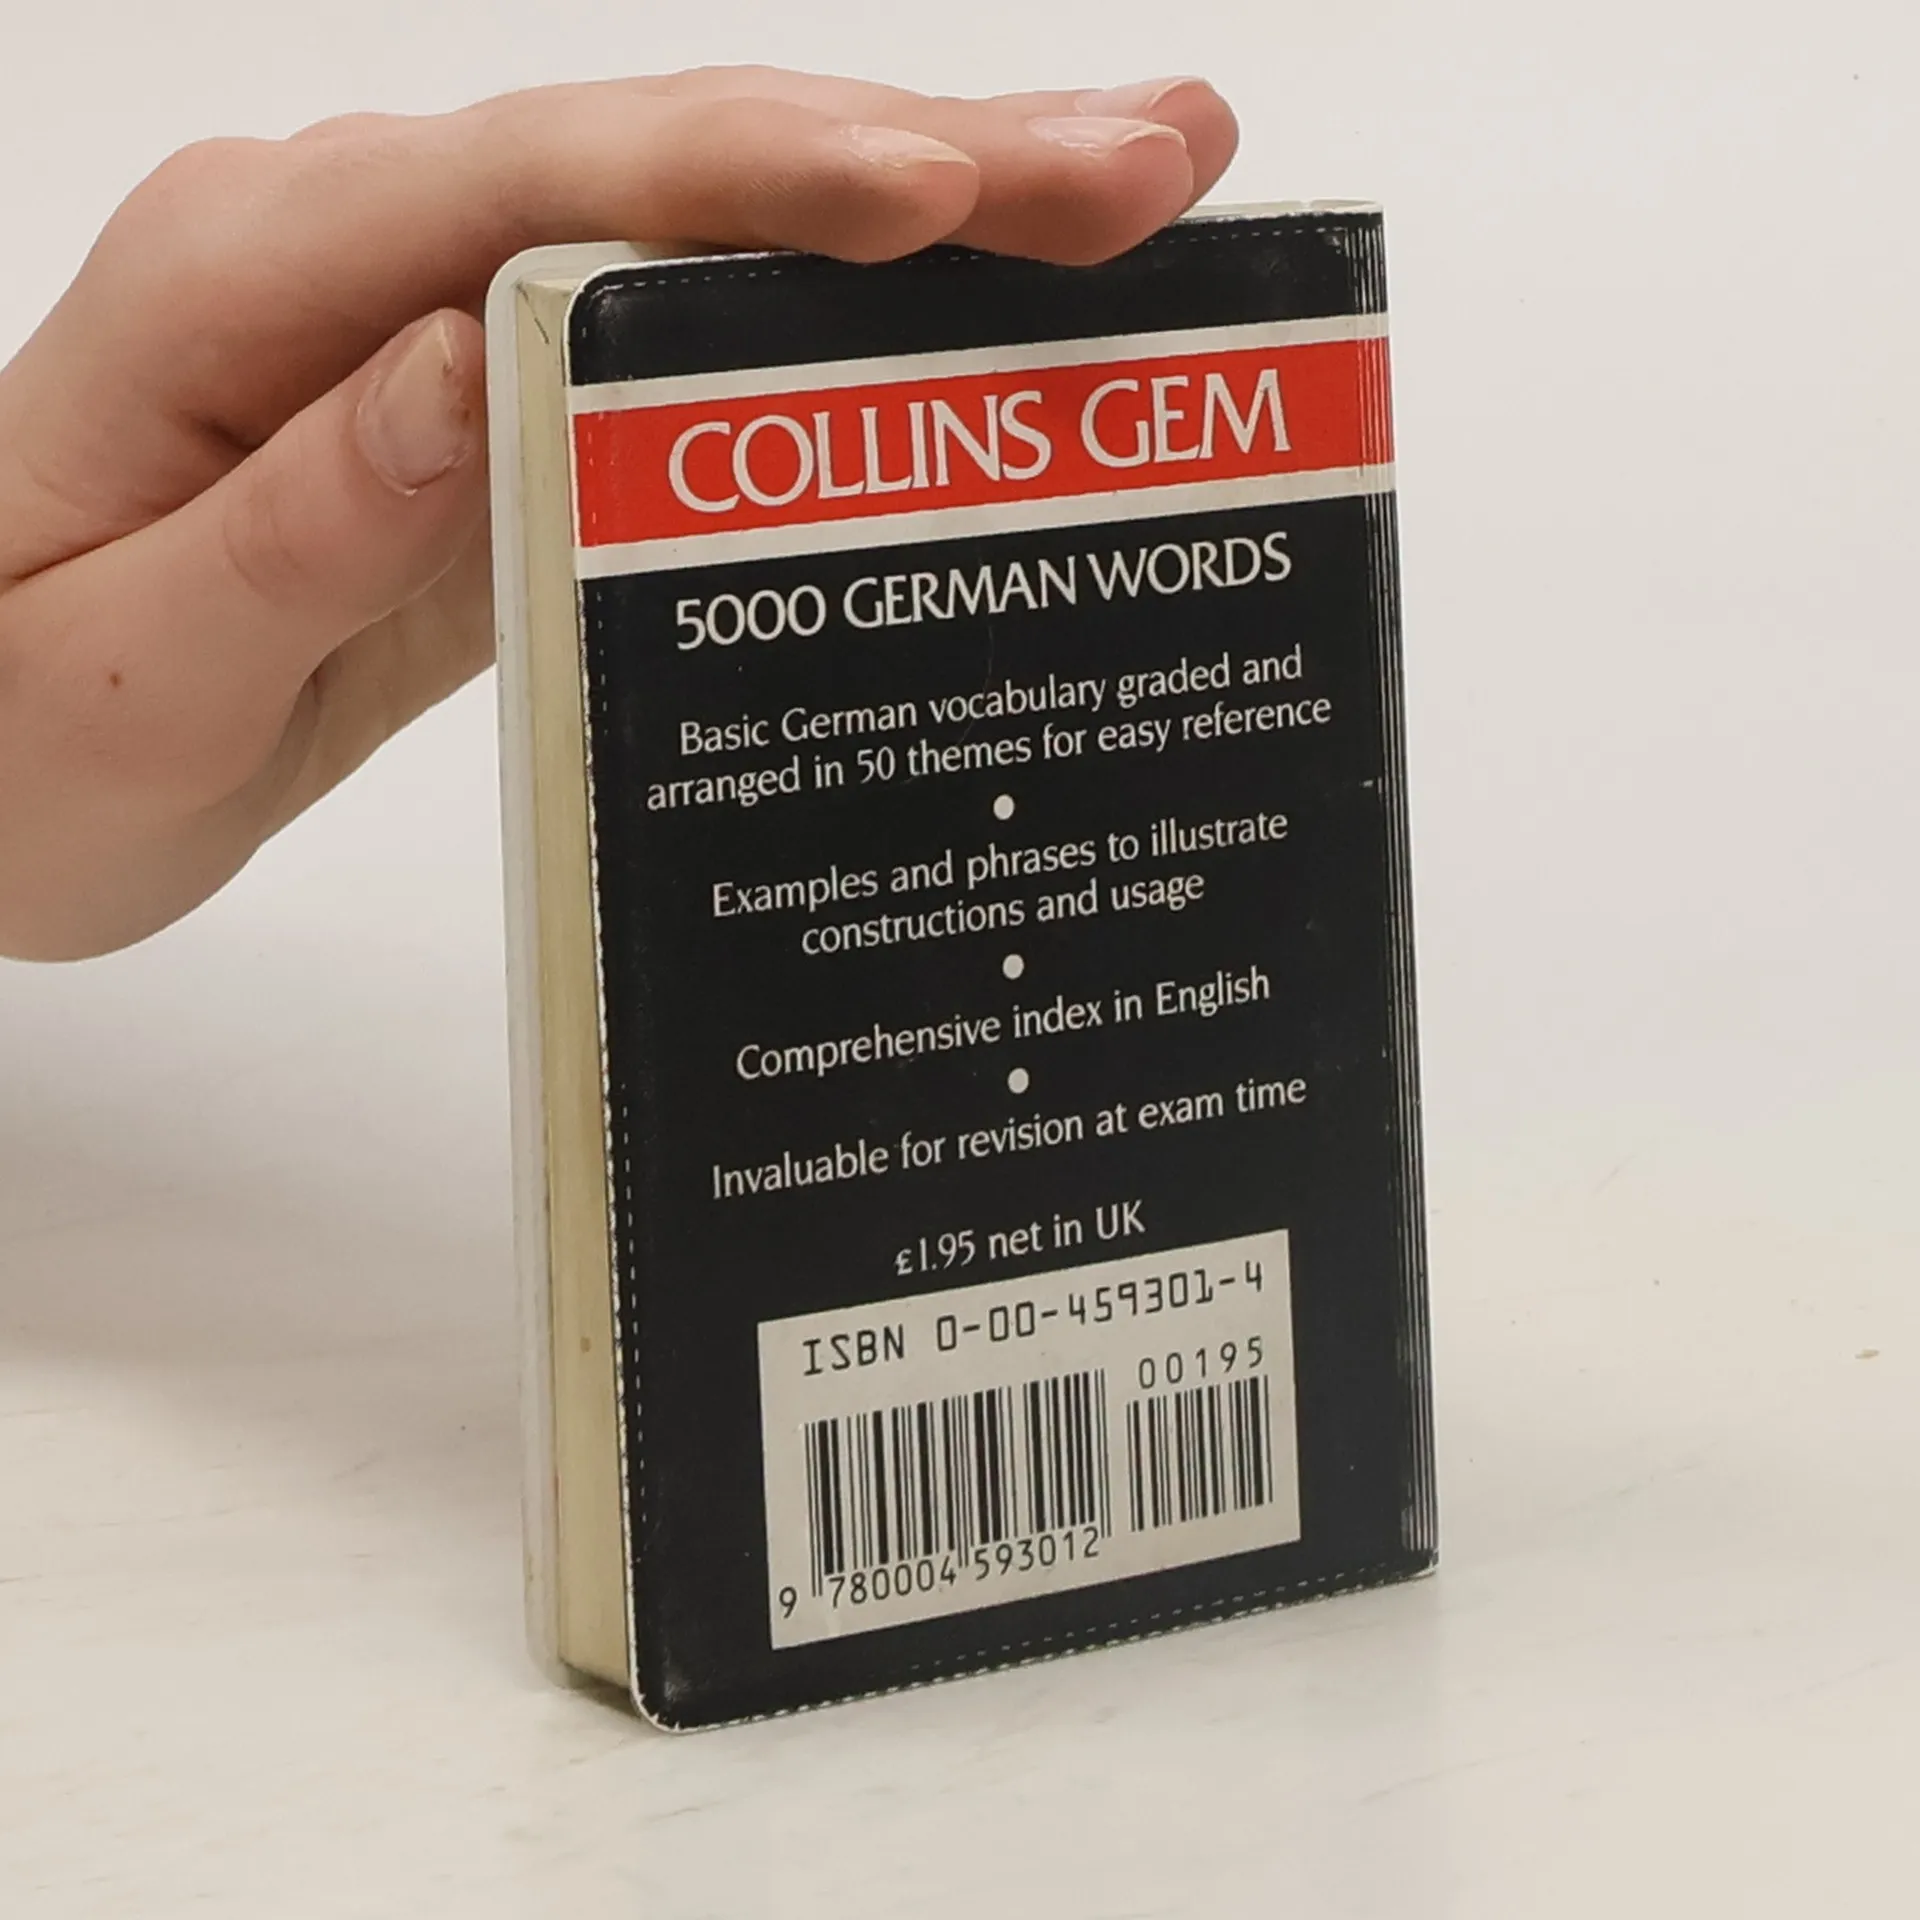 COLLINS GEM
5000 GERMAN WORDS
Basic German vocabulary graded and
arranged in 50 themes for easy reference
Examples and phrases to illustrate
constructions and usage
Comprehensive index in English
Invaluable for revision at exam time
£1.95 net in UK
ISBN 0-00-459301-4
00195
9 780004 593012